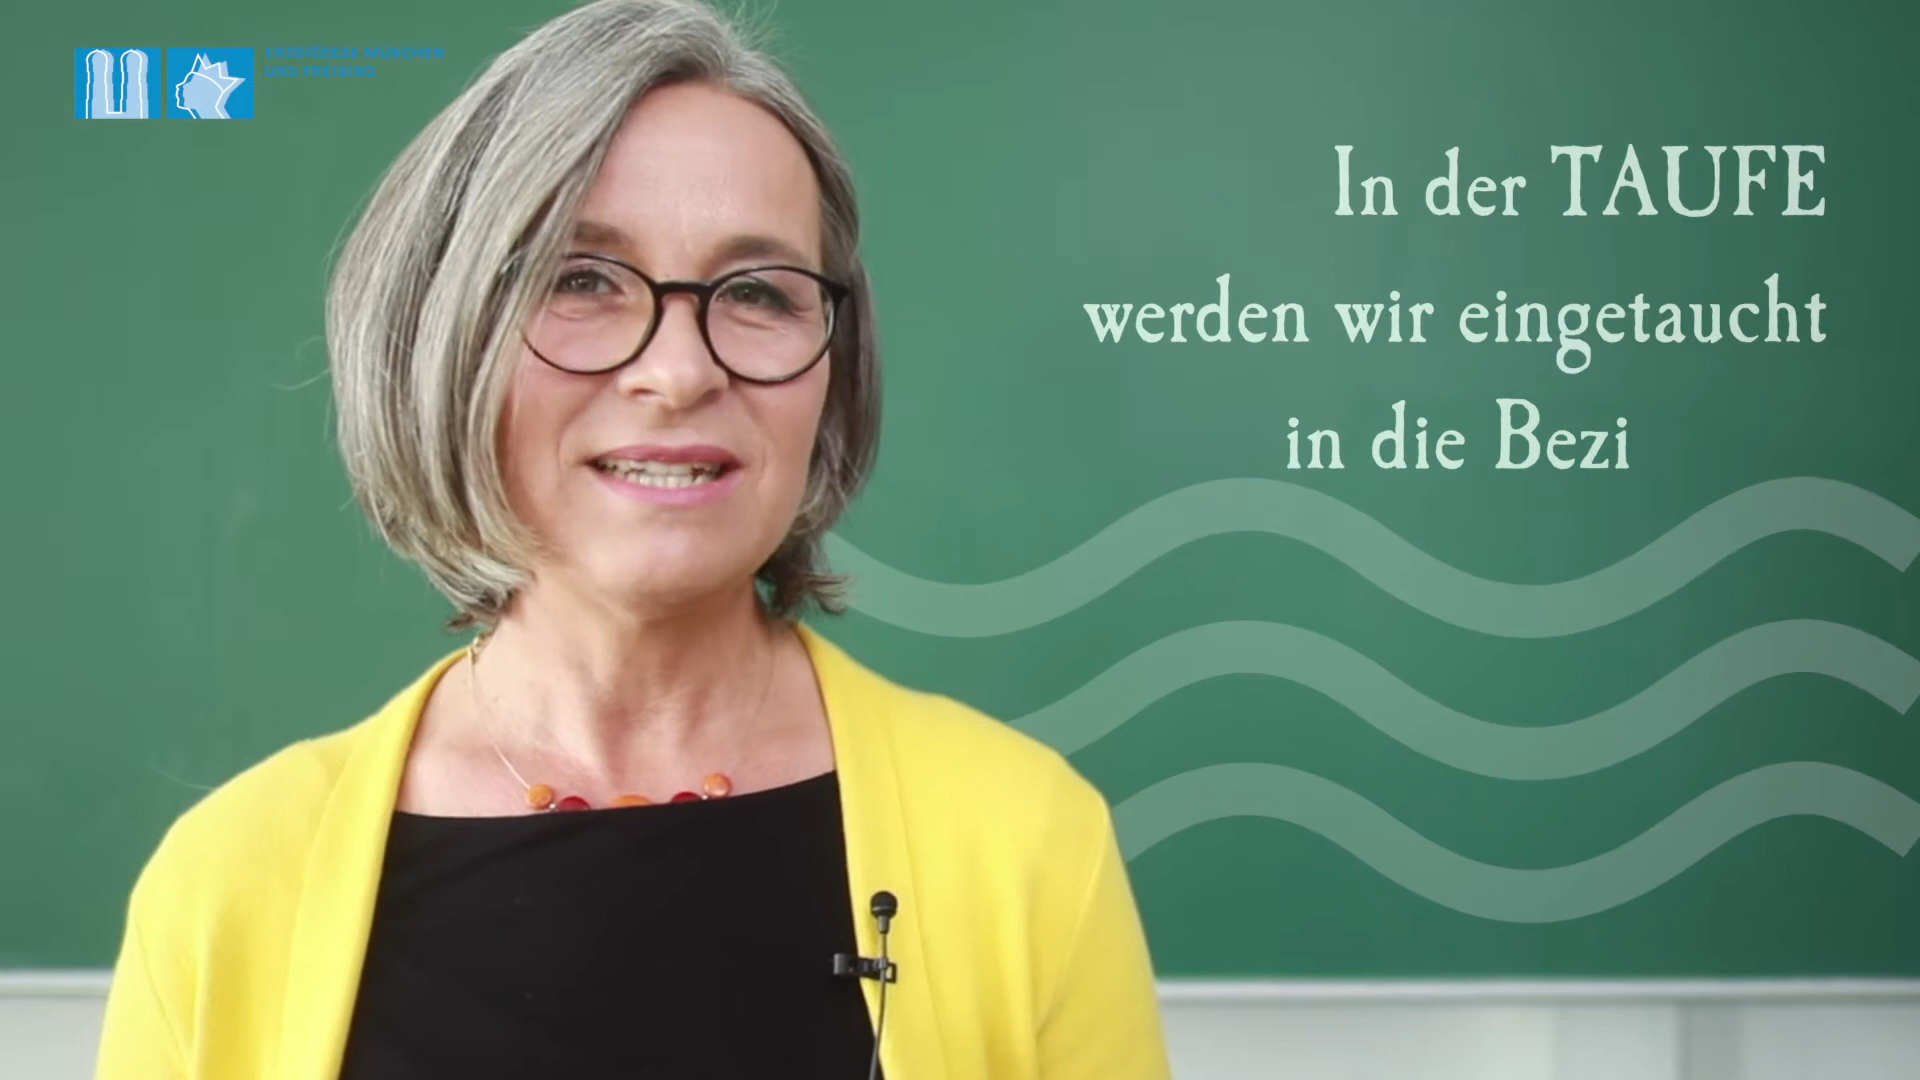 ERZDIÖZESE MÜNCHEN
UND FREISING
In der TAUFE
werden wir eingetaucht
in die Bezi